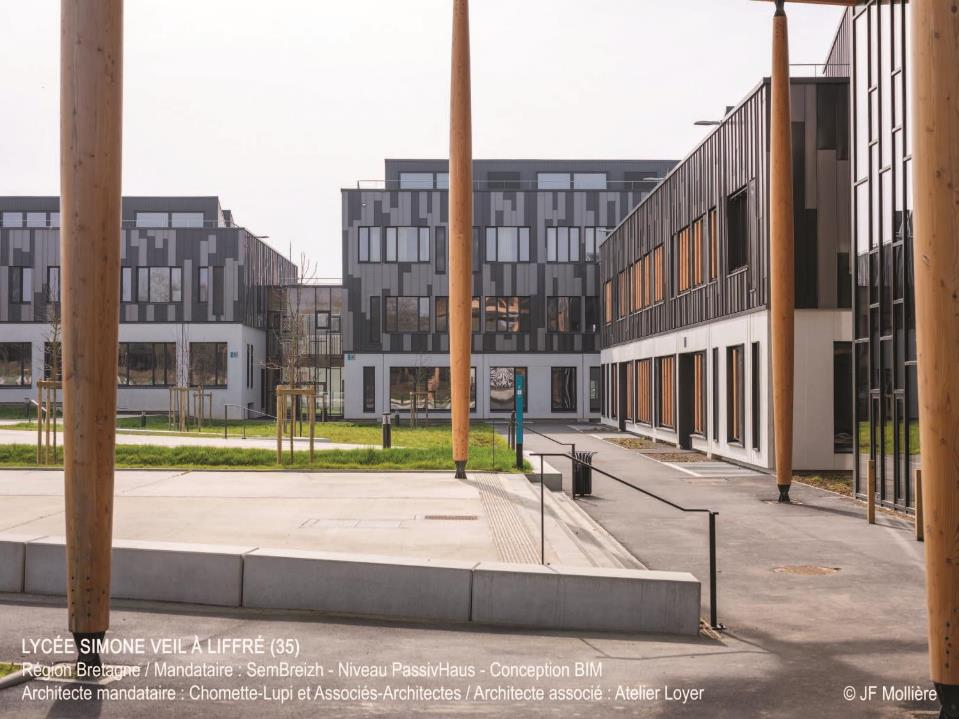 LYCÉE SIMONE VEIL À LIFFRÉ (35)
Région Bretagne / Mandataire : SemBreizh - Niveau PassivHaus - Conception BIM
Architecte mandataire : Chomette-Lupi et Associés-Architectes / Architecte associé : Atelier Loyer
© JF Mollière